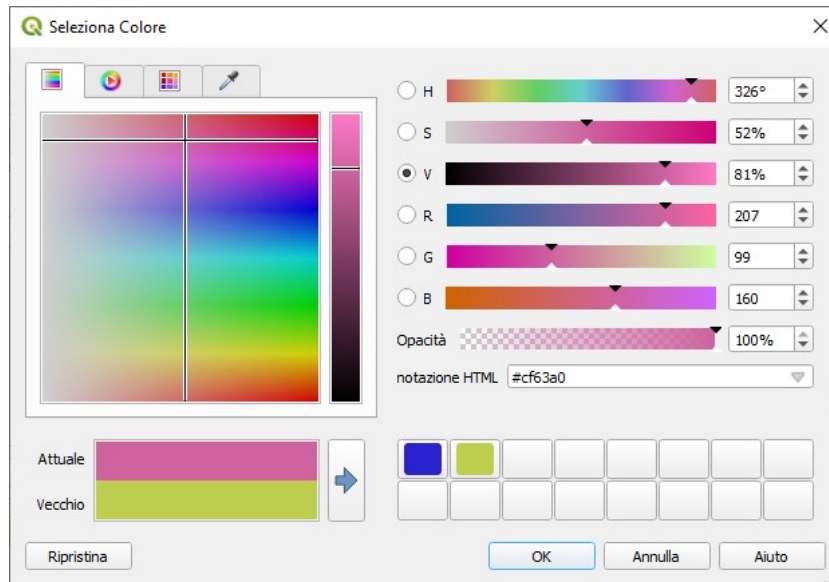 Seleziona Colore
H 326°
S 52%
V 81%
R 207
G 99
B 160
Opacità 100%
notazione HTML #cf63a0
Attuale
Vecchio
Ripristina OK Annulla Aiuto